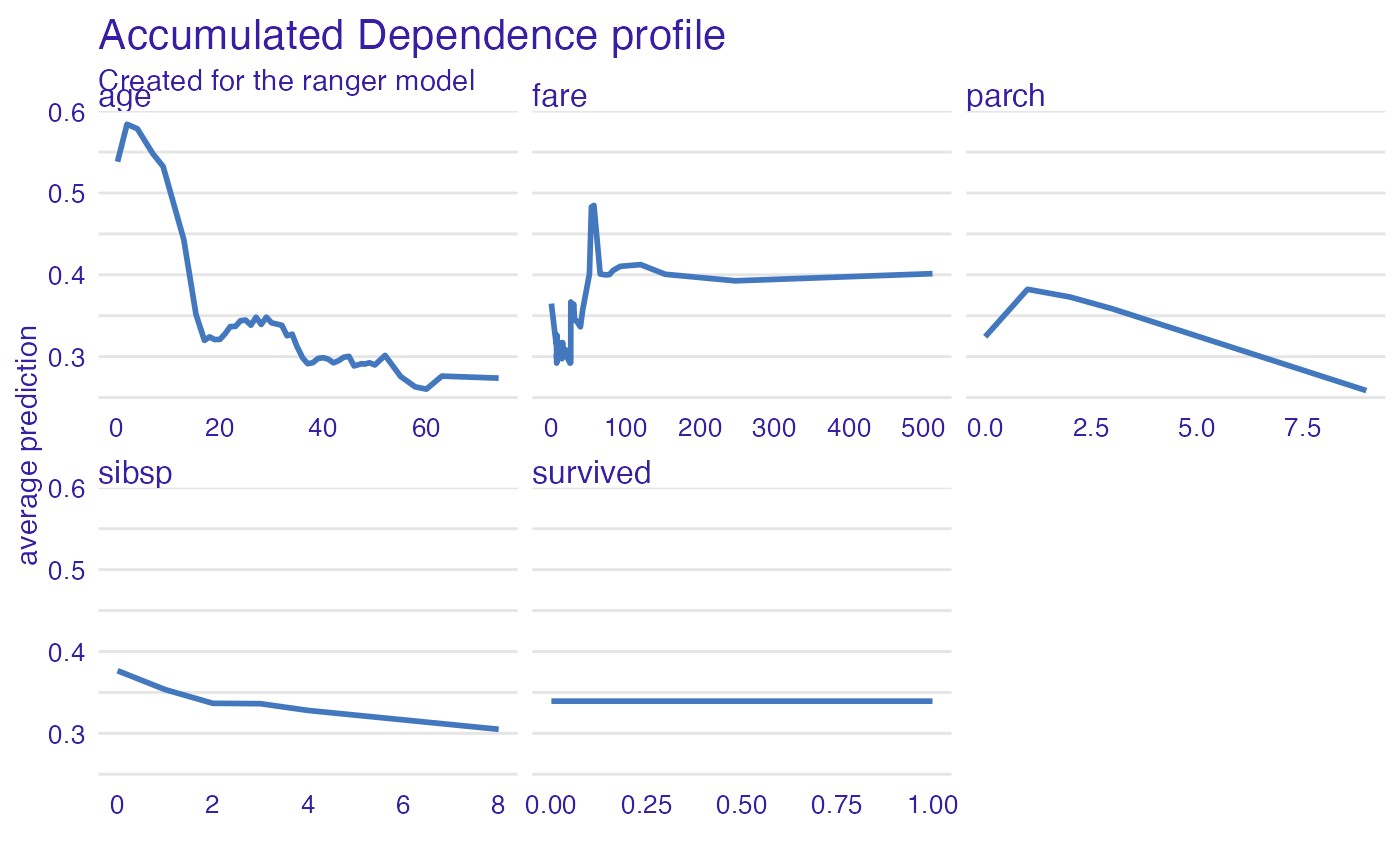 Accumulated Dependence profile
Created for the ranger model
age
fare
parch
0.6
0.5
0.4
0.3
0 20 40 60
0 100 200 300 400 500
0.0 2.5 5.0 7.5
average prediction
sibsp
survived
0.6
0.5
0.4
0.3
0 2 4 6 8
0.00 0.25 0.50 0.75 1.00